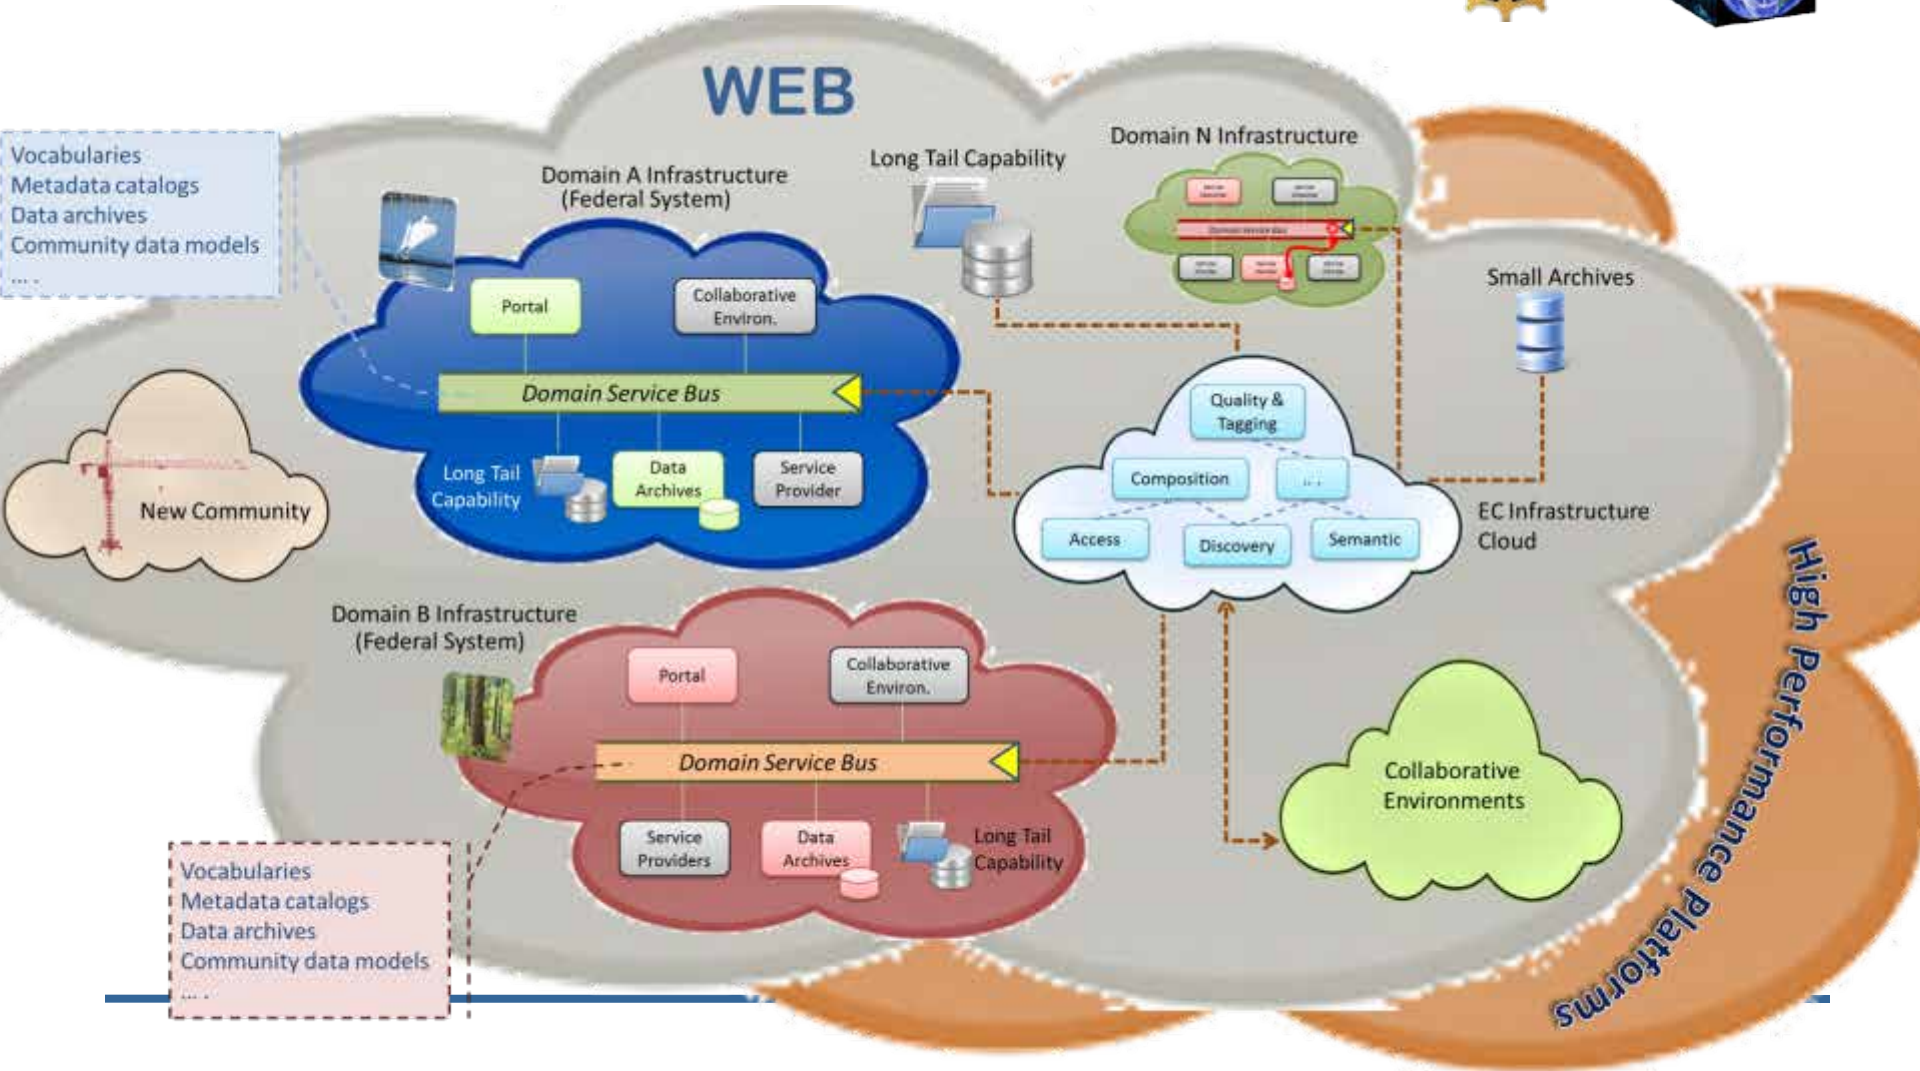 WEB
Vocabularies
Metadata catalogs
Data archives
Community data models
... .
Domain A Infrastructure
(Federal System)
Portal
Collaborative
Environ.
Domain Service Bus
Long Tail
Capability
Data
Archives
Service
Provider
Long Tail Capability
Domain N Infrastructure
Domain Service Bus
Small Archives
New Community
Quality &
Tagging
Composition
.. .
Access
Discovery
Semantic
EC Infrastructure
Cloud
Domain B Infrastructure
(Federal System)
Portal
Collaborative
Environ.
Domain Service Bus
Service
Providers
Data
Archives
Long Tail
Capability
Vocabularies
Metadata catalogs
Data archives
Community data models
... .
Collaborative
Environments
High Performance Platforms